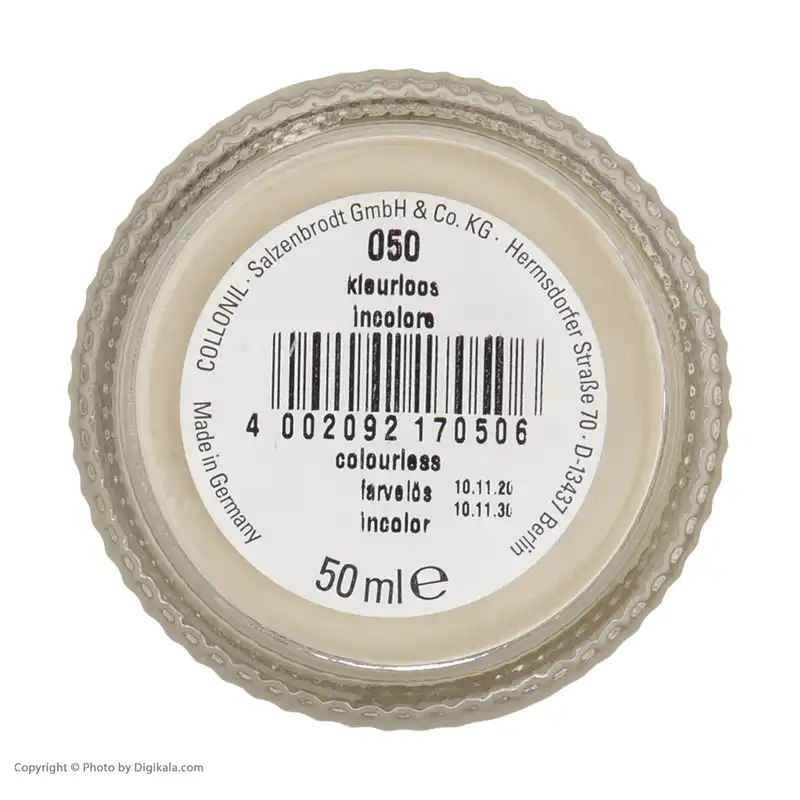 COLLONIL · Salzenbrodt GmbH & Co. KG · Hermsdorfer Straße 70 · D-13437 Berlin
050
kleurloos
incolore
4 002092 170506
colourless
farvelös 10.11.20
incolor 10.11.30
Made in Germany
50 ml ℮
Copyright © Photo by Digikala.com